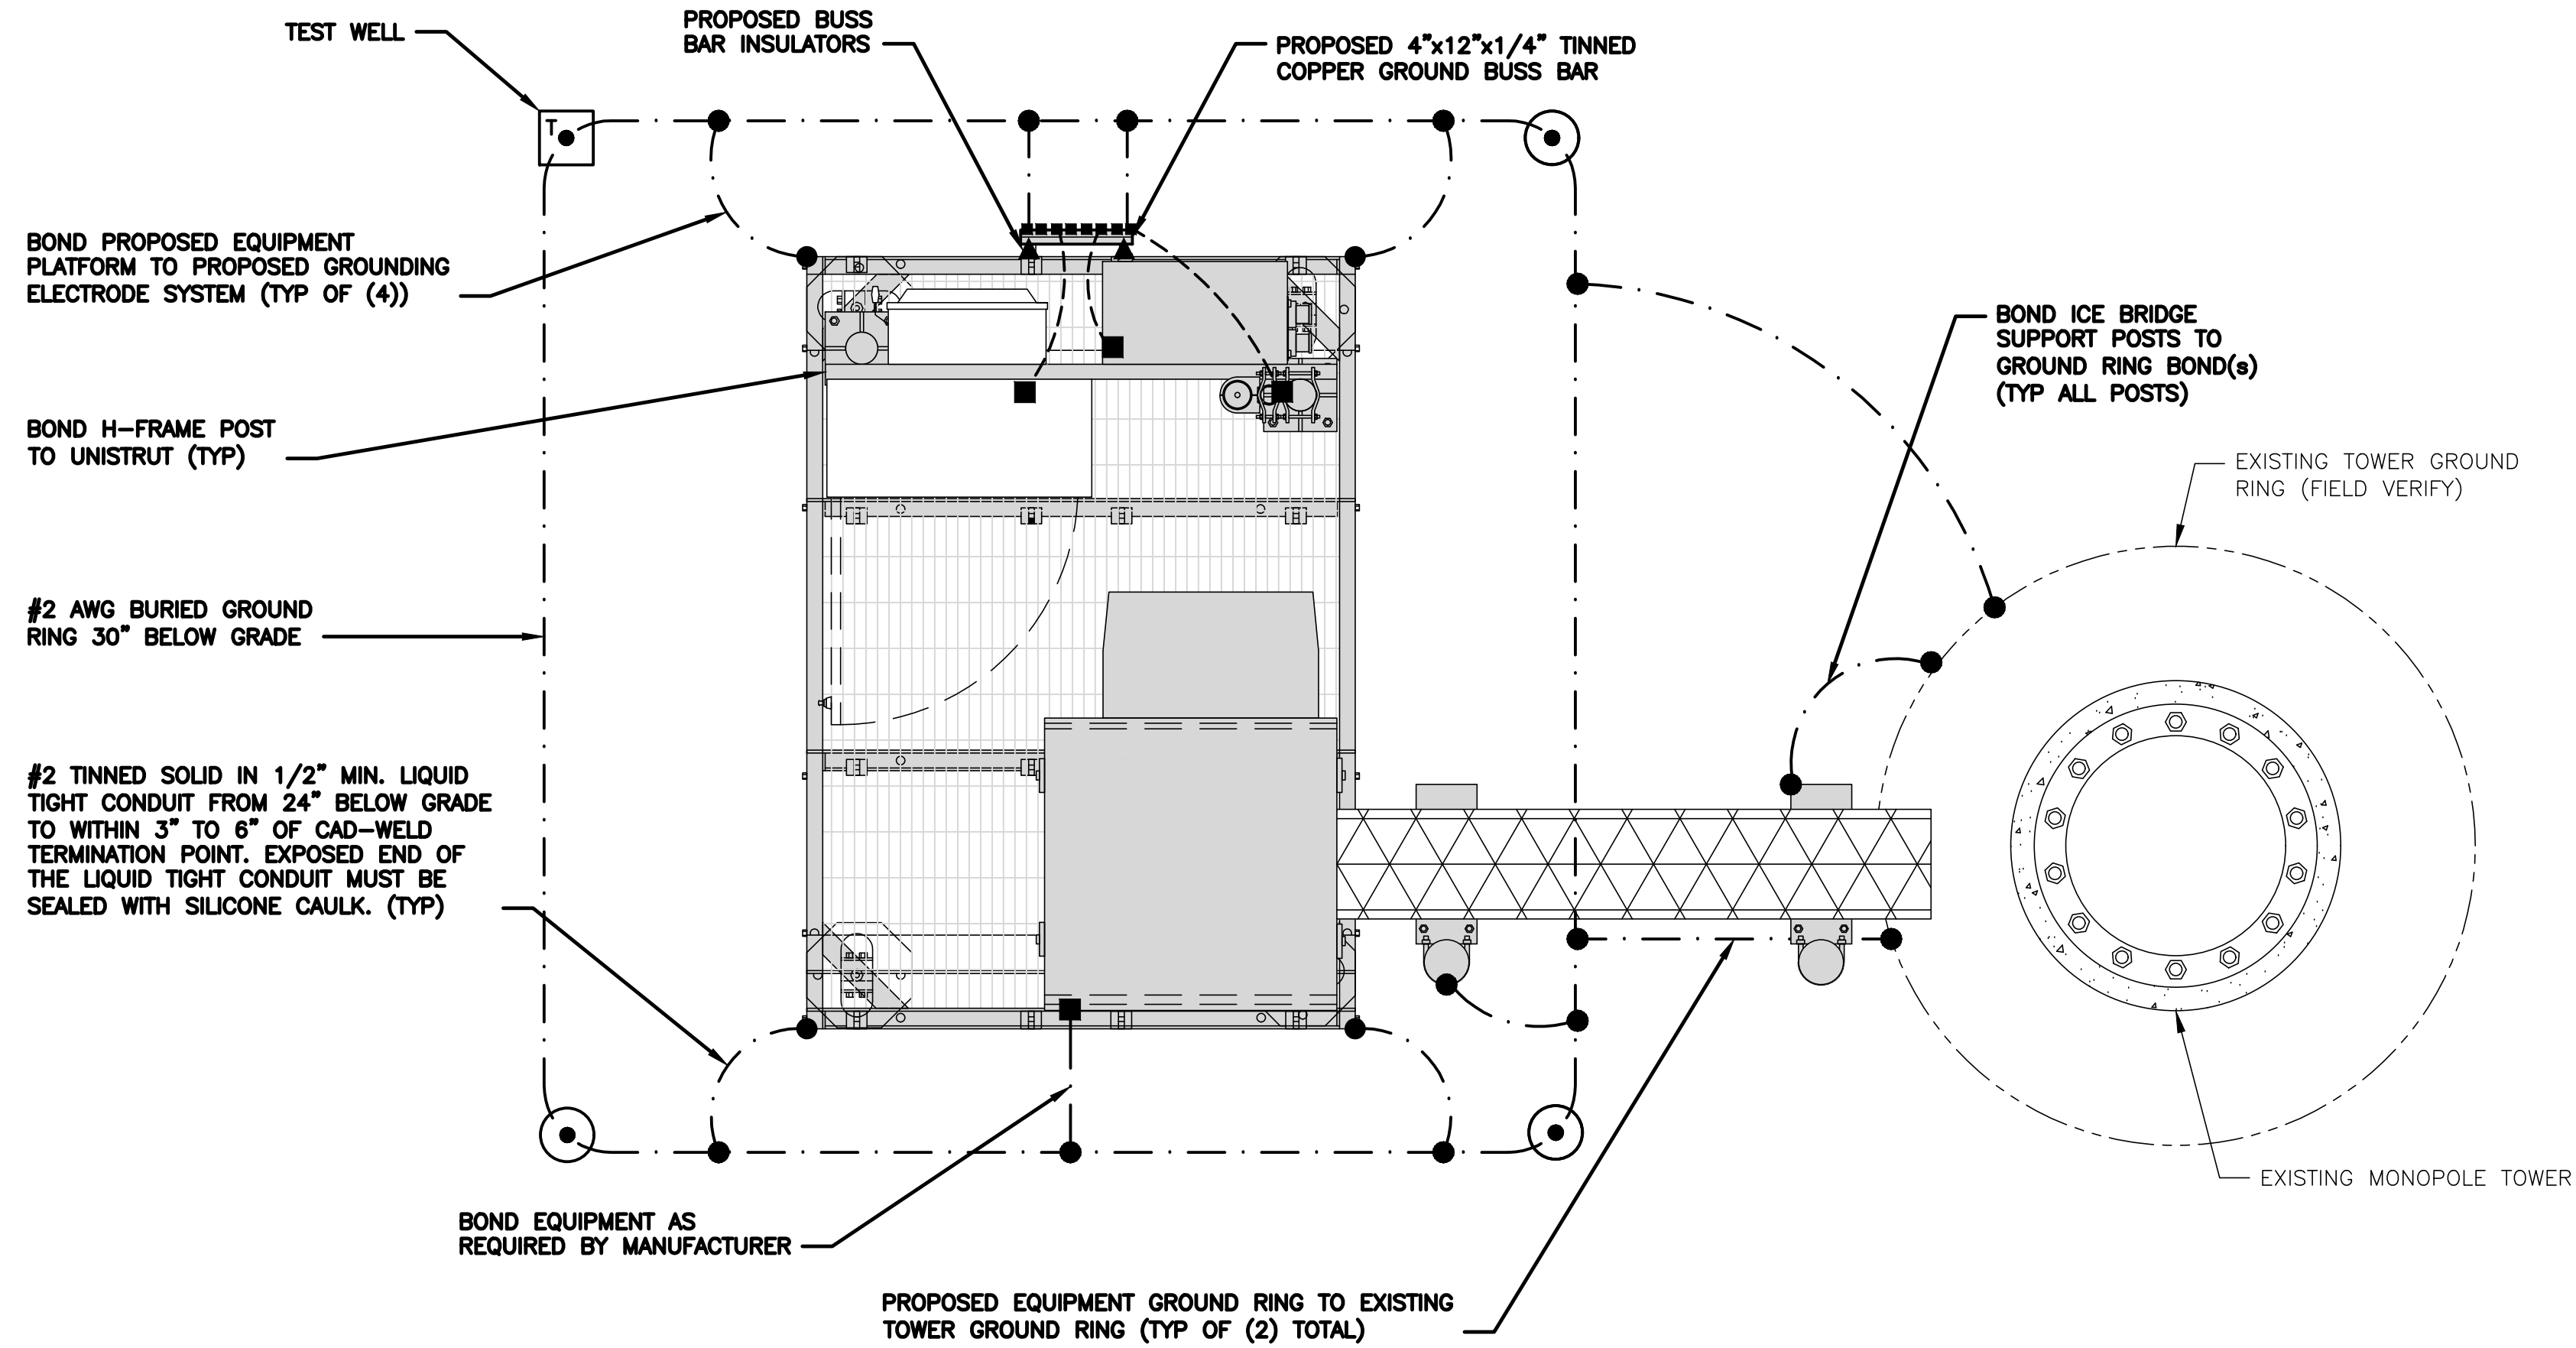 TEST WELL
PROPOSED BUSS
BAR INSULATORS
PROPOSED 4"x12"x1/4" TINNED
COPPER GROUND BUSS BAR
T
BOND PROPOSED EQUIPMENT
PLATFORM TO PROPOSED GROUNDING
ELECTRODE SYSTEM (TYP OF (4))
BOND ICE BRIDGE
SUPPORT POSTS TO
GROUND RING BOND(s)
(TYP ALL POSTS)
BOND H-FRAME POST
TO UNISTRUT (TYP)
EXISTING TOWER GROUND
RING (FIELD VERIFY)
#2 AWG BURIED GROUND
RING 30" BELOW GRADE
#2 TINNED SOLID IN 1/2" MIN. LIQUID
TIGHT CONDUIT FROM 24" BELOW GRADE
TO WITHIN 3" TO 6" OF CAD-WELD
TERMINATION POINT. EXPOSED END OF
THE LIQUID TIGHT CONDUIT MUST BE
SEALED WITH SILICONE CAULK. (TYP)
EXISTING MONOPOLE TOWER
BOND EQUIPMENT AS
REQUIRED BY MANUFACTURER
PROPOSED EQUIPMENT GROUND RING TO EXISTING
TOWER GROUND RING (TYP OF (2) TOTAL)